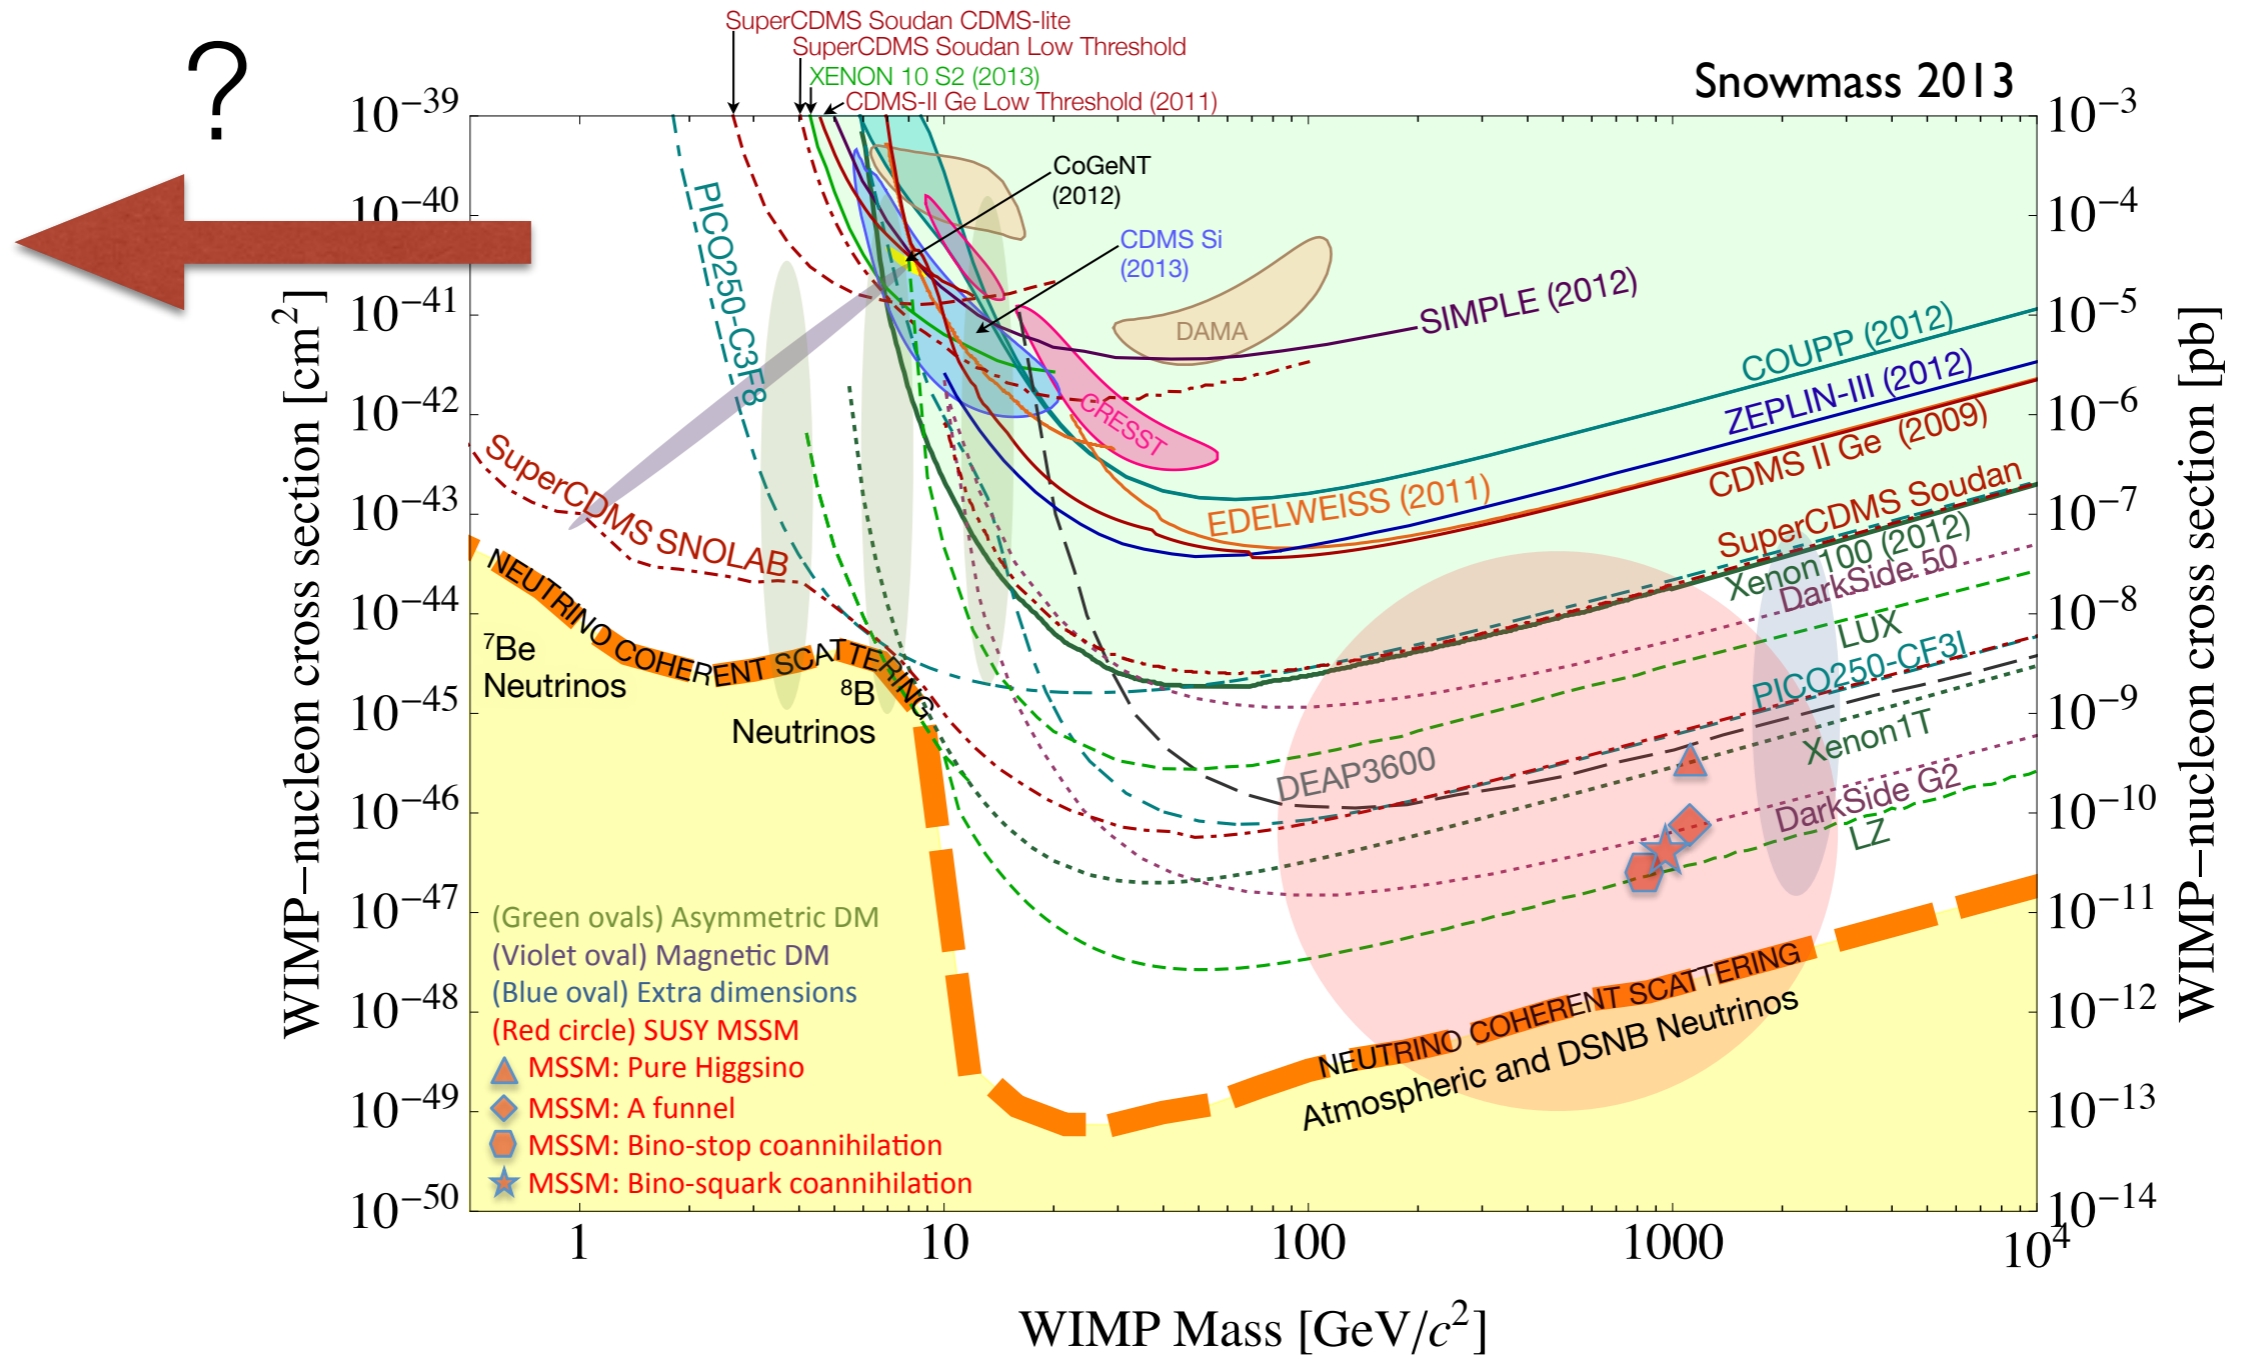 ?
SuperCDMS Soudan CDMS-lite
SuperCDMS Soudan Low Threshold
XENON 10 S2 (2013)
CDMS-II Ge Low Threshold (2011)
Snowmass 2013
WIMP–nucleon cross section [cm²]
10⁻³⁹
10⁻⁴⁰
10⁻⁴¹
10⁻⁴²
10⁻⁴³
10⁻⁴⁴
10⁻⁴⁵
10⁻⁴⁶
10⁻⁴⁷
10⁻⁴⁸
10⁻⁴⁹
10⁻⁵⁰
PICO250-C3F8
CoGeNT
(2012)
CDMS Si
(2013)
DAMA
CRESST
SIMPLE (2012)
COUPP (2012)
ZEPLIN-III (2012)
CDMS II Ge (2009)
EDELWEISS (2011)
SuperCDMS Soudan
Xenon100 (2012)
DarkSide 50
LUX
PICO250-CF3I
Xenon1T
DEAP3600
DarkSide G2
LZ
SuperCDMS SNOLAB
NEUTRINO COHERENT SCATTERING
⁷Be
Neutrinos
⁸B
Neutrinos
NEUTRINO COHERENT SCATTERING
Atmospheric and DSNB Neutrinos
(Green ovals) Asymmetric DM
(Violet oval) Magnetic DM
(Blue oval) Extra dimensions
(Red circle) SUSY MSSM
MSSM: Pure Higgsino
MSSM: A funnel
MSSM: Bino-stop coannihilation
MSSM: Bino-squark coannihilation
10⁻³
10⁻⁴
10⁻⁵
10⁻⁶
10⁻⁷
10⁻⁸
10⁻⁹
10⁻¹⁰
10⁻¹¹
10⁻¹²
10⁻¹³
10⁻¹⁴
WIMP–nucleon cross section [pb]
1
10
100
1000
10⁴
WIMP Mass [GeV/c²]